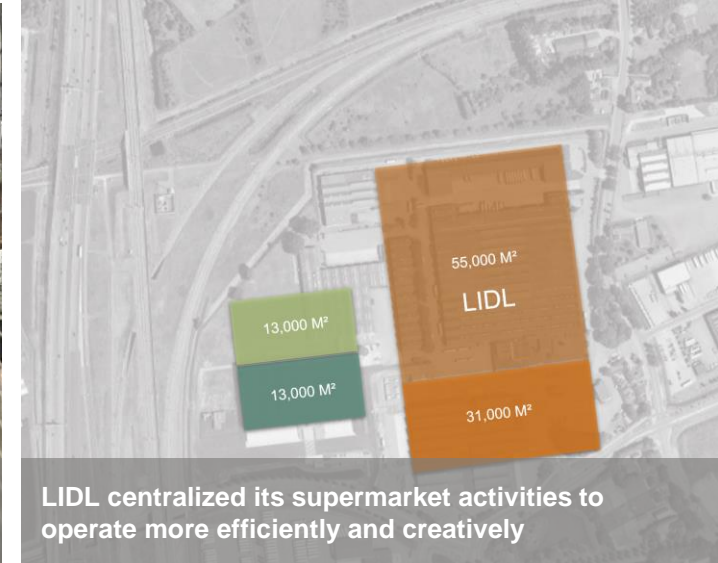 55,000 M²
LIDL
13,000 M²
13,000 M²
31,000 M²
LIDL centralized its supermarket activities to
operate more efficiently and creatively